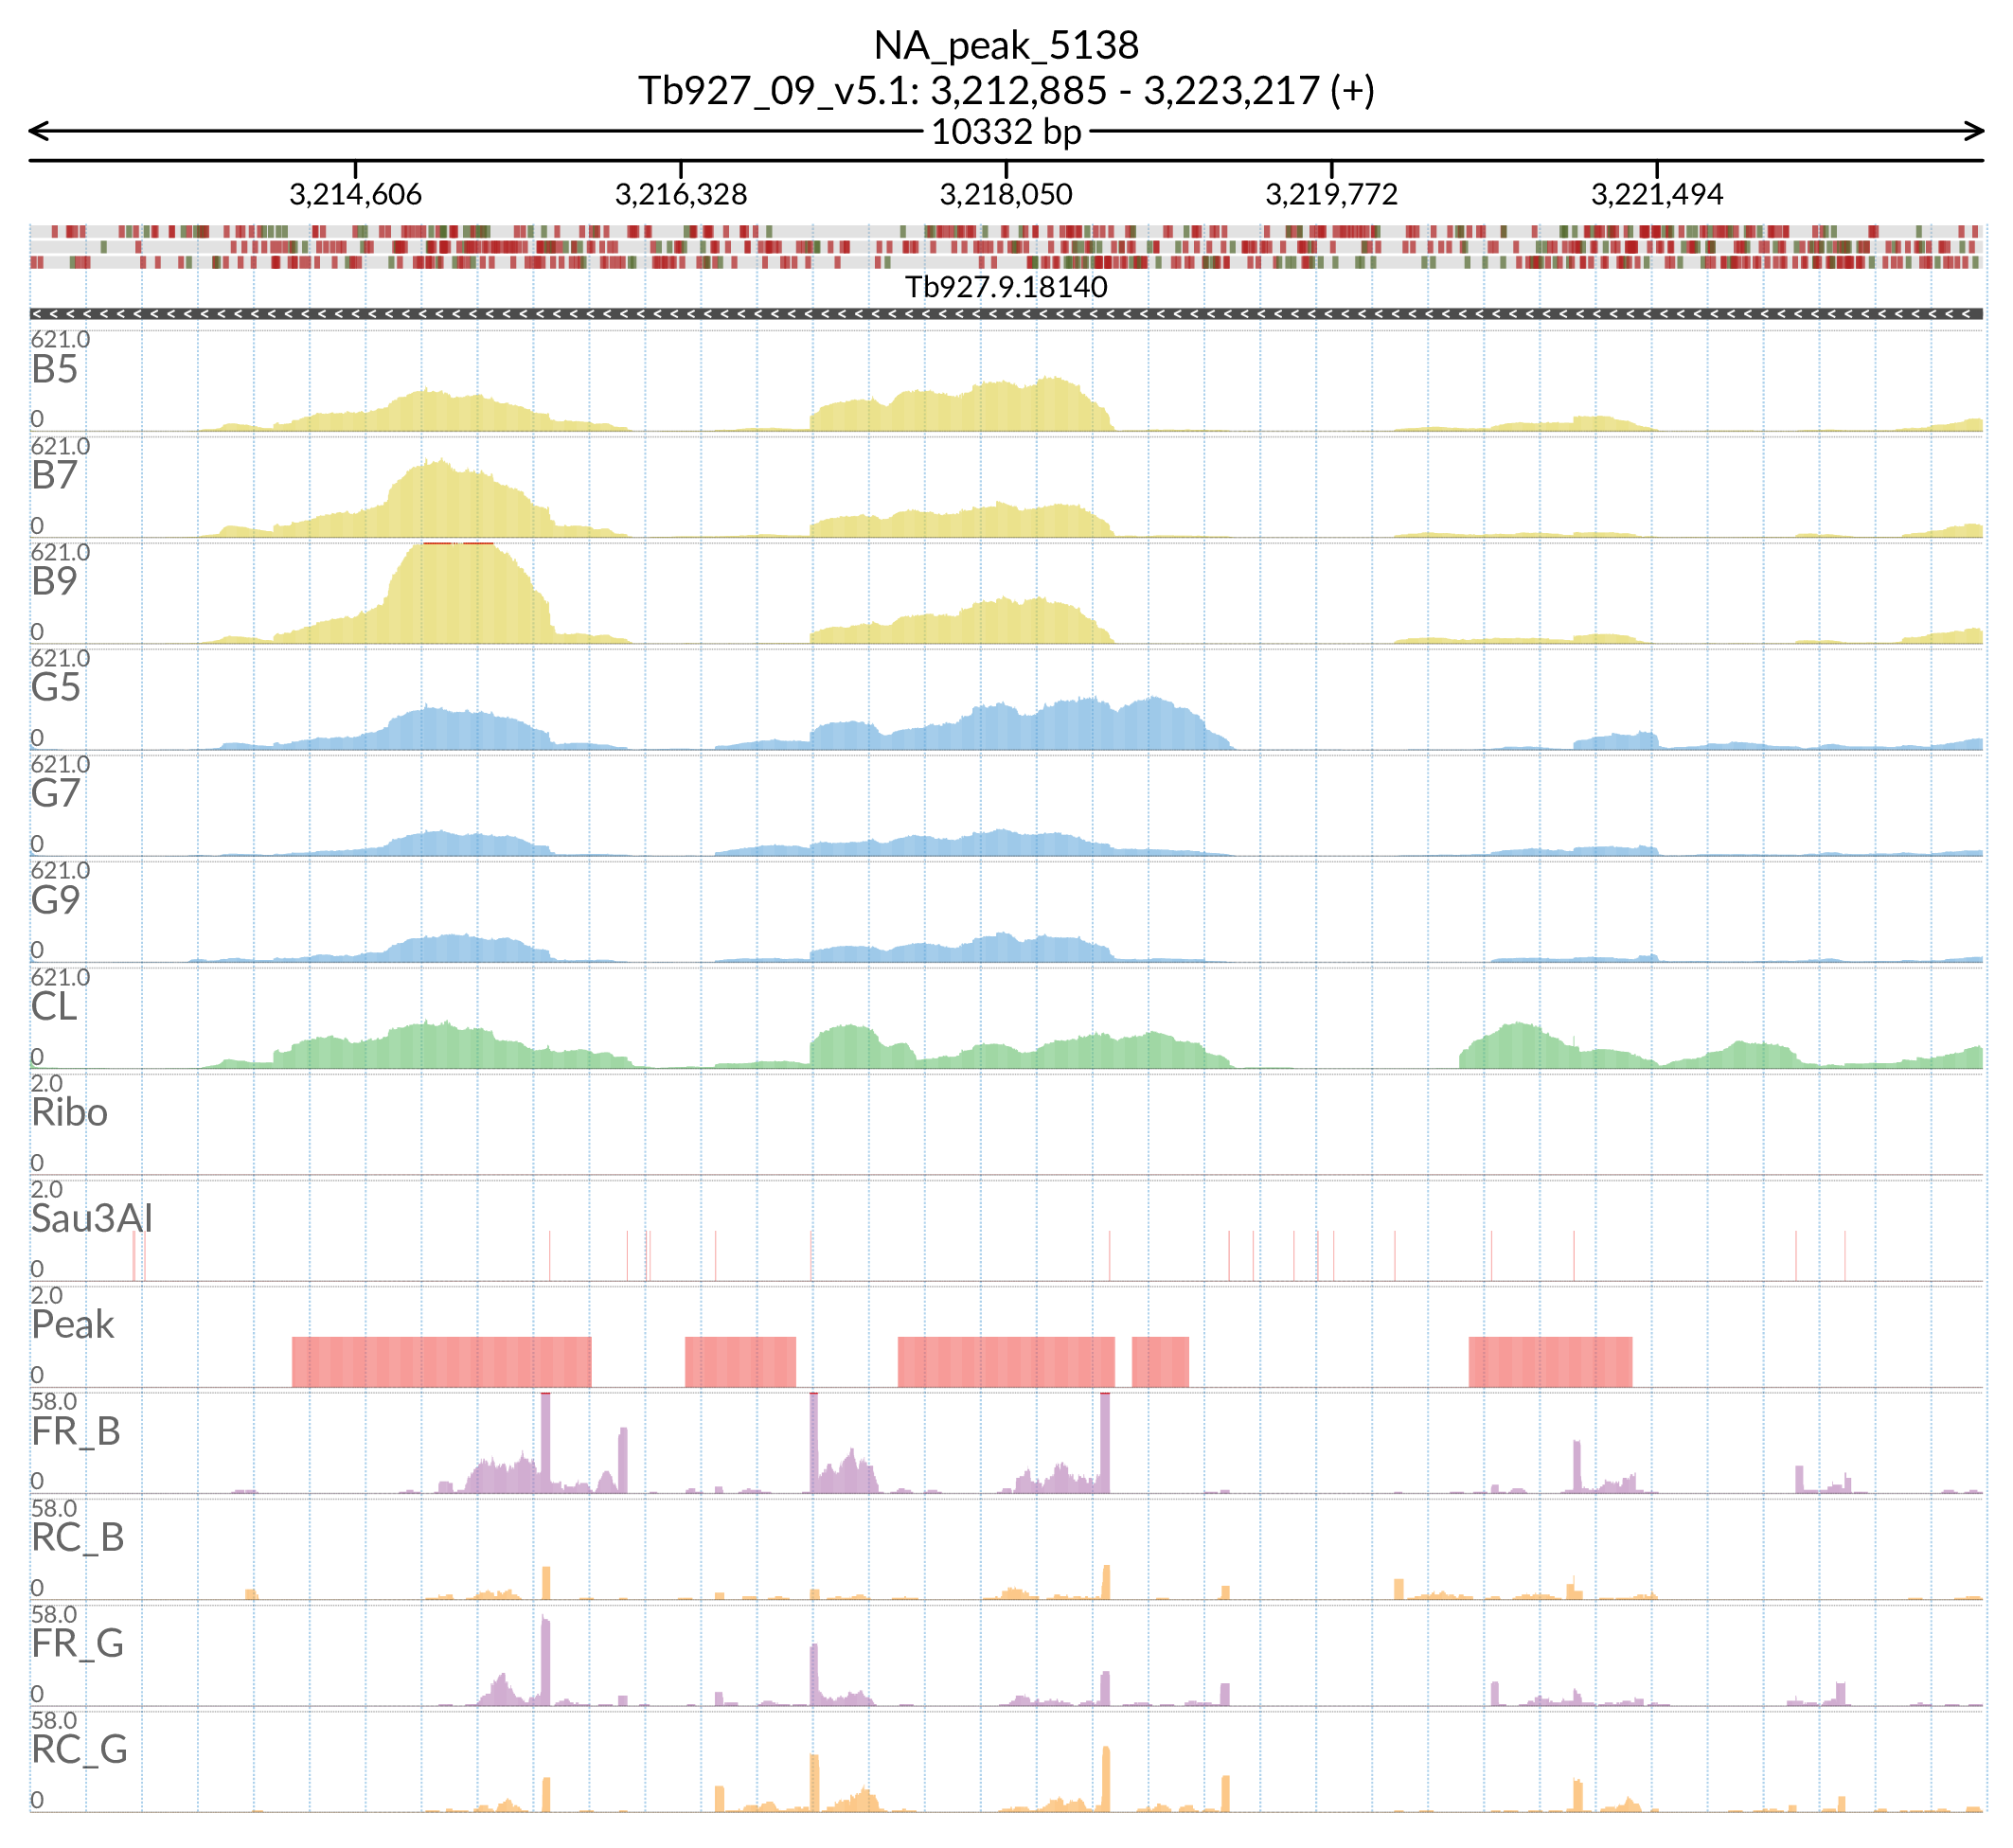 NA_peak_5138
Tb927_09_v5.1: 3,212,885 - 3,223,217 (+)
10332 bp
3,214,606 3,216,328 3,218,050 3,219,772 3,221,494
Tb927.9.18140
621.0
B5
0
621.0
B7
0
621.0
B9
0
621.0
G5
0
621.0
G7
0
621.0
G9
0
621.0
CL
0
2.0
Ribo
0
2.0
Sau3AI
0
2.0
Peak
0
58.0
FR_B
0
58.0
RC_B
0
58.0
FR_G
0
58.0
RC_G
0